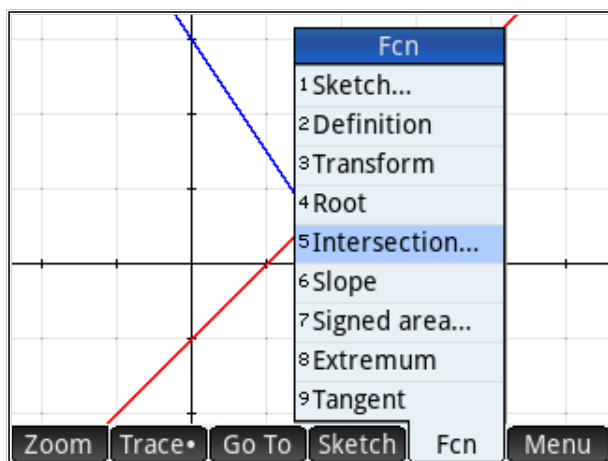 Fcn
1 Sketch...
2 Definition
3 Transform
4 Root
5 Intersection...
6 Slope
7 Signed area...
8 Extremum
9 Tangent
Zoom Trace• Go To Sketch Fcn Menu